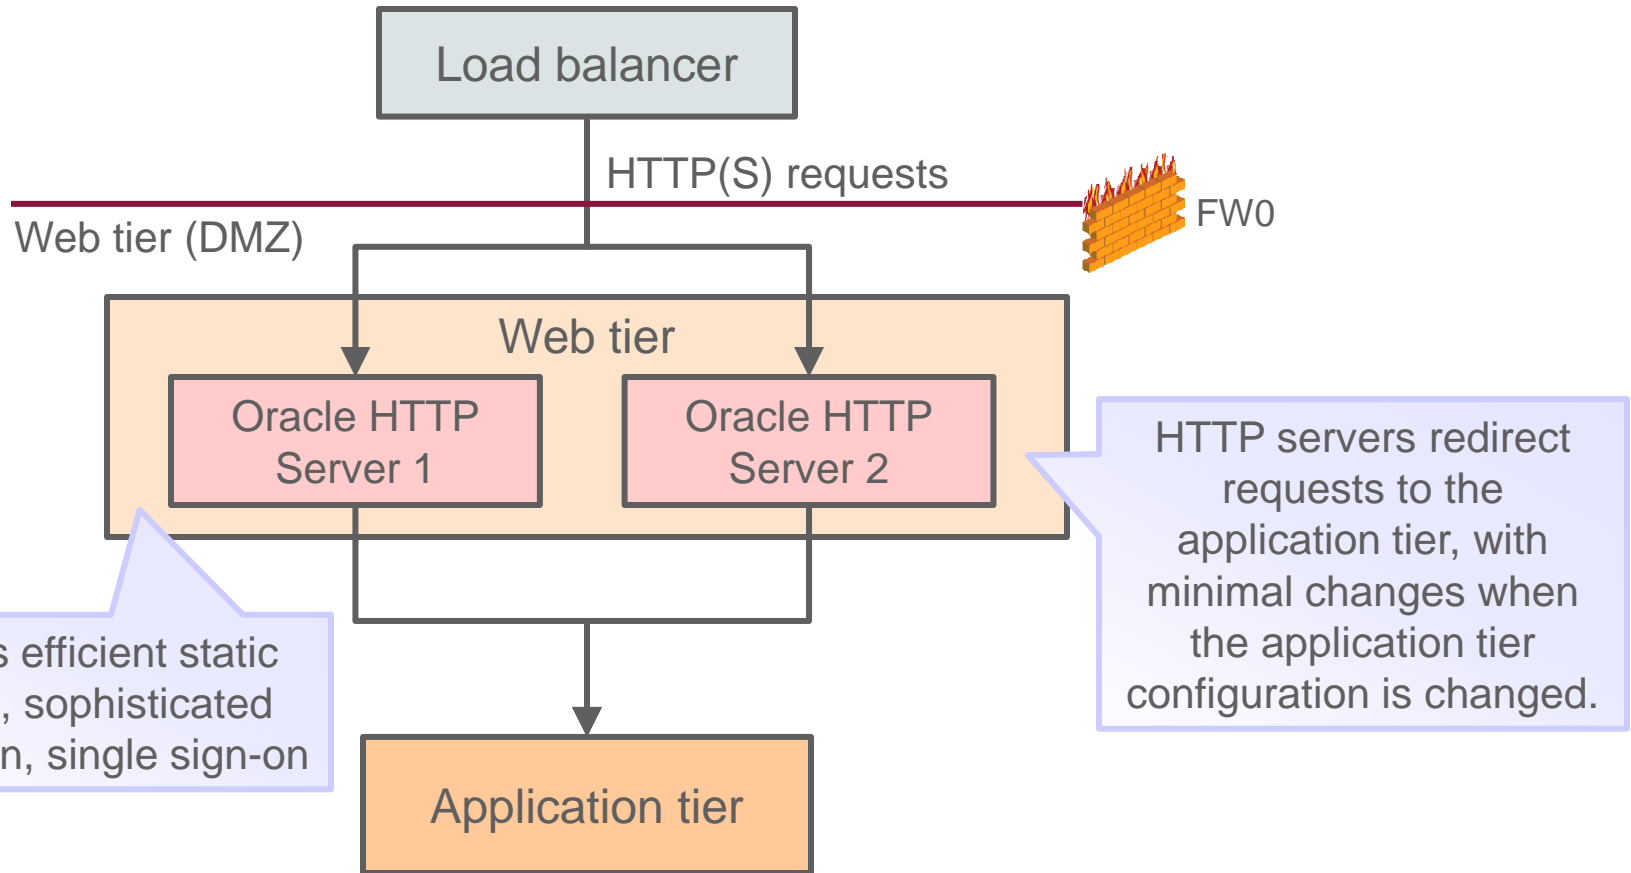 Load balancer
HTTP(S) requests
FW0
Web tier (DMZ)
Web tier
Oracle HTTP
Server 1
Oracle HTTP
Server 2
HTTP servers redirect
requests to the
application tier, with
minimal changes when
the application tier
configuration is changed.
efficient static
, sophisticated
single sign-on
Application tier